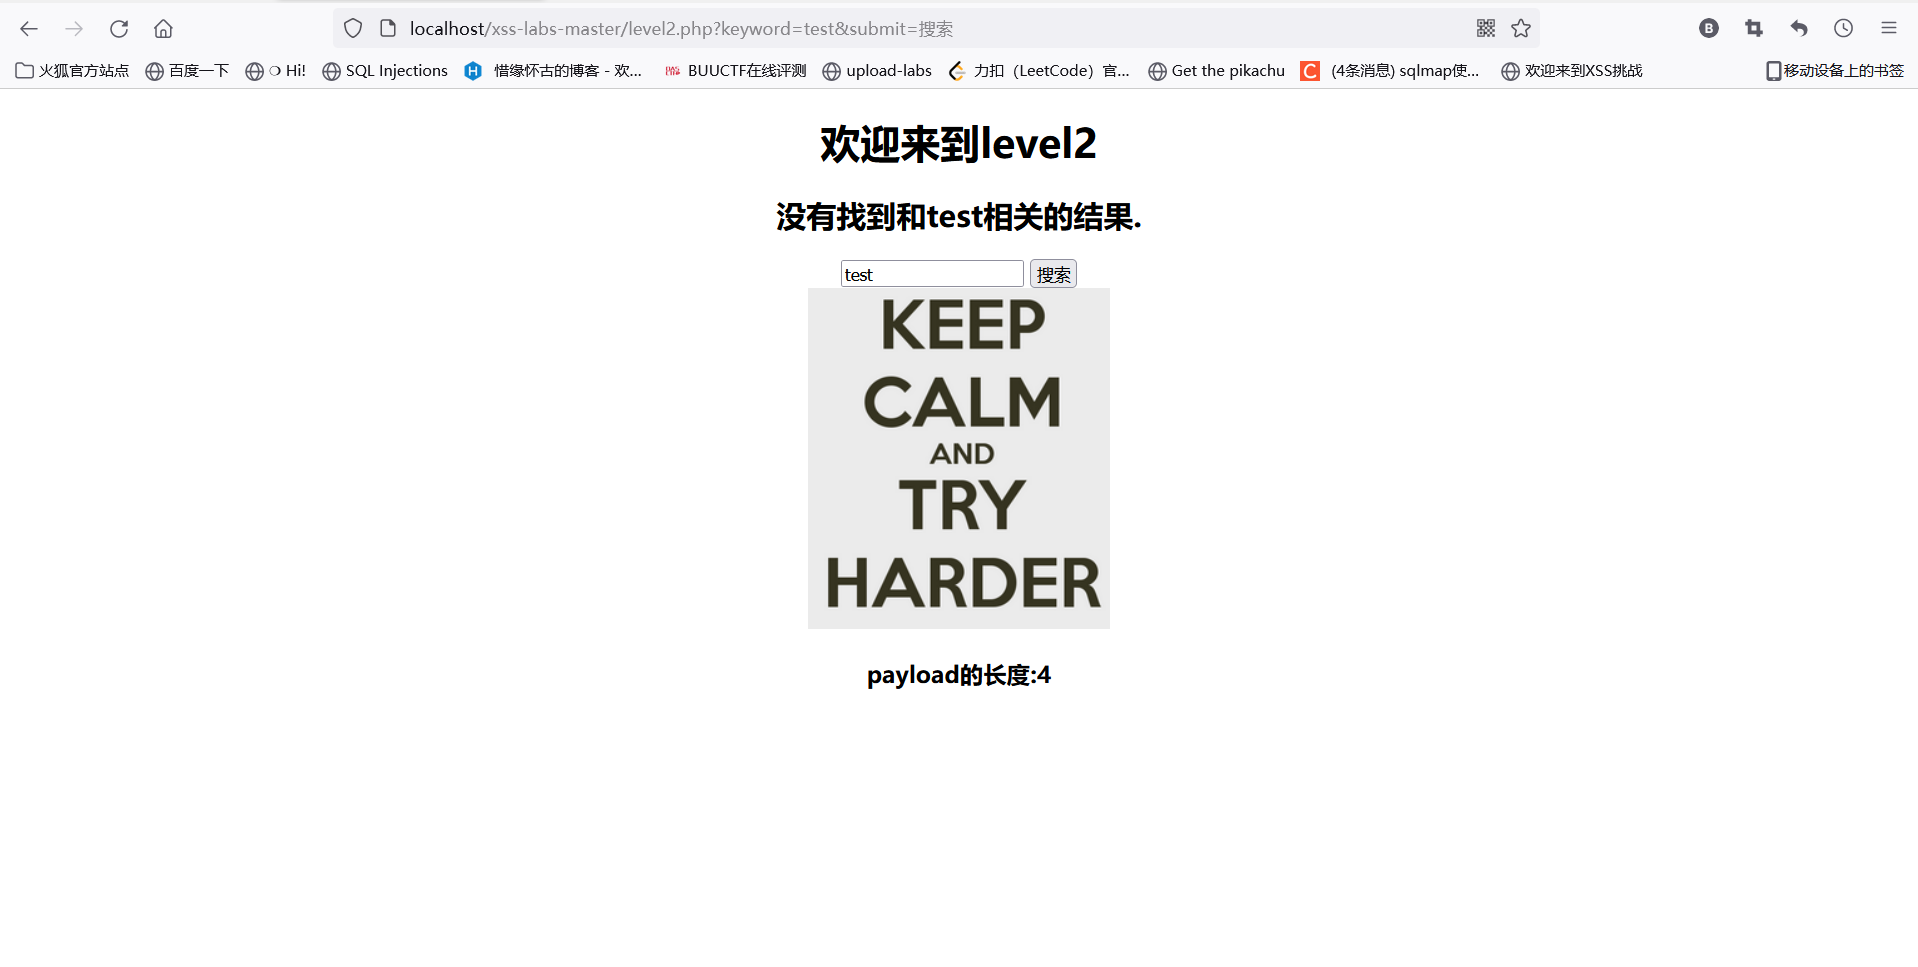 localhost/xss-labs-master/level2.php?keyword=test&submit=搜索
火狐官方站点 百度一下 Hi! SQL Injections 惜缘怀古的博客 - 欢... BUUCTF在线评测 upload-labs 力扣（LeetCode）官... Get the pikachu (4条消息) sqlmap使... 欢迎来到XSS挑战 移动设备上的书签
欢迎来到level2
没有找到和test相关的结果.
test 搜索
KEEP
CALM
AND
TRY
HARDER
payload的长度:4